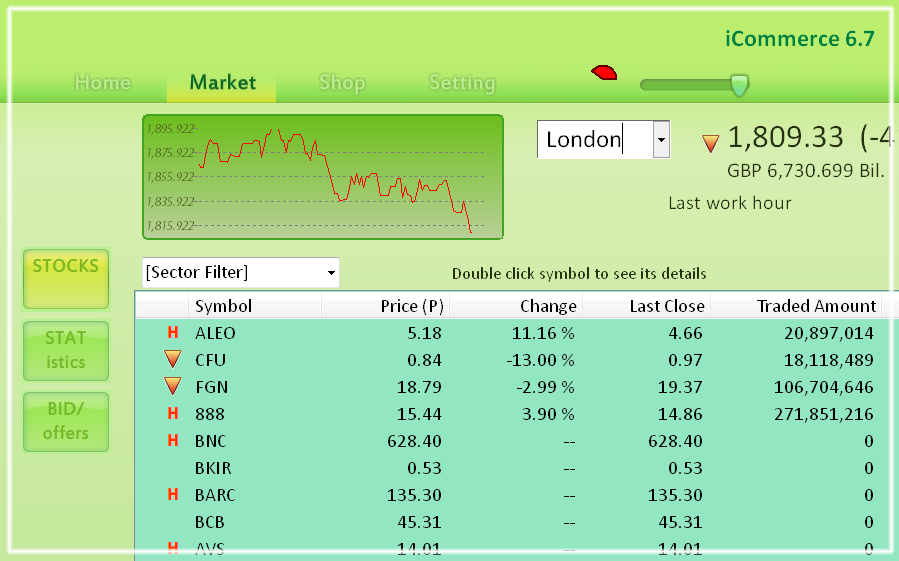 iCommerce 6.7
Home Market Shop Setting
1,895.922
1,875.922
1,855.922
1,835.922
1,815.922
London
1,809.33 (-4
GBP 6,730.699 Bil.
Last work hour
STOCKS
STAT
istics
BID/
offers
[Sector Filter]
Double click symbol to see its details
Symbol Price (P) Change Last Close Traded Amount
H ALEO 5.18 11.16 % 4.66 20,897,014
CFU 0.84 -13.00 % 0.97 18,118,489
FGN 18.79 -2.99 % 19.37 106,704,646
H 888 15.44 3.90 % 14.86 271,851,216
H BNC 628.40 -- 628.40 0
BKIR 0.53 -- 0.53 0
H BARC 135.30 -- 135.30 0
BCB 45.31 -- 45.31 0
H AVS 14.01 -- 14.01 0